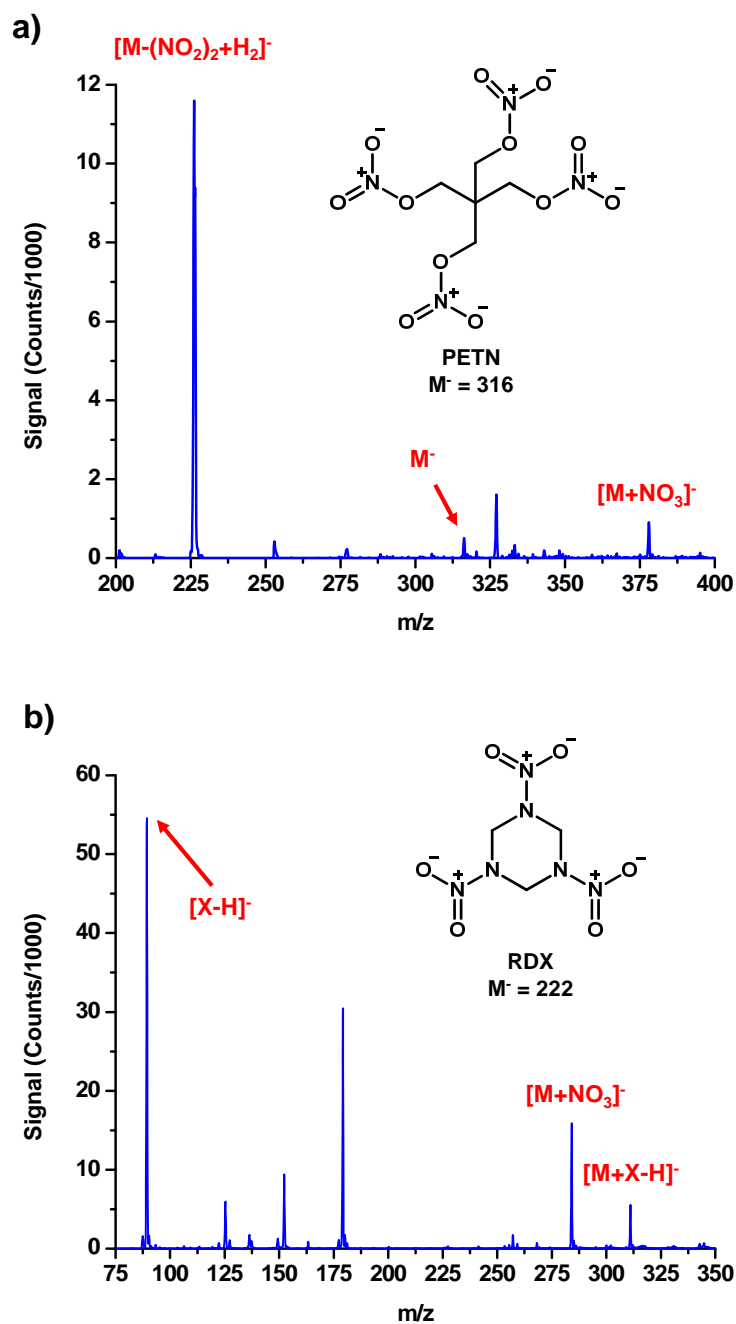 a)
[M-(NO₂)₂+H₂]⁻
12
10
8
6
4
2
0
Signal (Counts/1000)
O
N⁺
O⁻
O
O⁻
N⁺
O
O
O
O
N⁺
O⁻
O
O
N⁺
O⁻
PETN
M⁻ = 316
M⁻
[M+NO₃]⁻
200 225 250 275 300 325 350 375 400
m/z
b)
60
50
40
30
20
10
0
Signal (Counts/1000)
[X-H]⁻
O
N⁺
O⁻
N
O⁻
N⁺
O
N
N
N⁺
O⁻
O
RDX
M⁻ = 222
[M+NO₃]⁻
[M+X-H]⁻
75 100 125 150 175 200 225 250 275 300 325 350
m/z